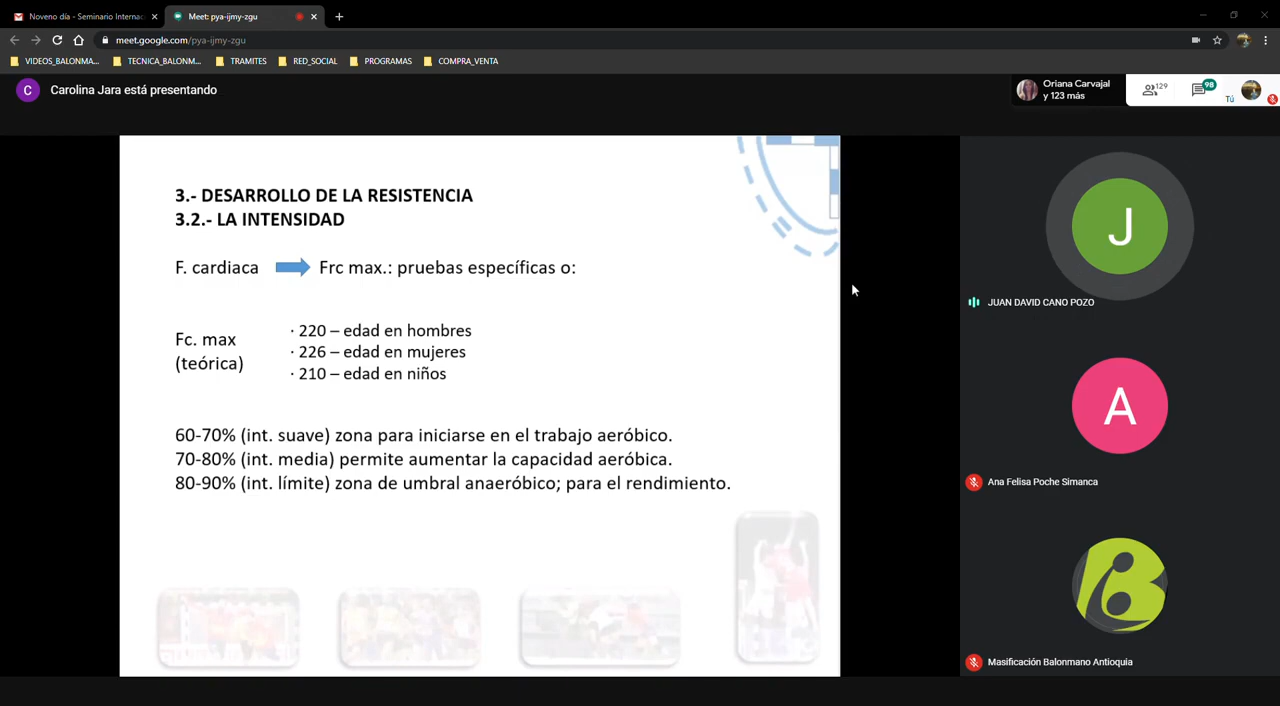 Noveno día - Seminario Internac
Meet: pya-ijmy-zgu
meet.google.com/pya-ijmy-zgu
VIDEOS_BALONMA...
TECNICA_BALONM...
TRAMITES
RED_SOCIAL
PROGRAMAS
COMPRA_VENTA
C
Carolina Jara está presentando
Oriana Carvajal
y 123 más
129
98
Tú
3.- DESARROLLO DE LA RESISTENCIA
3.2.- LA INTENSIDAD
F. cardiaca Frc max.: pruebas específicas o:
Fc. max
(teórica)
· 220 – edad en hombres
· 226 – edad en mujeres
· 210 – edad en niños
60-70% (int. suave) zona para iniciarse en el trabajo aeróbico.
70-80% (int. media) permite aumentar la capacidad aeróbica.
80-90% (int. límite) zona de umbral anaeróbico; para el rendimiento.
J
JUAN DAVID CANO POZO
A
Ana Felisa Poche Simanca
Masificación Balonmano Antioquia